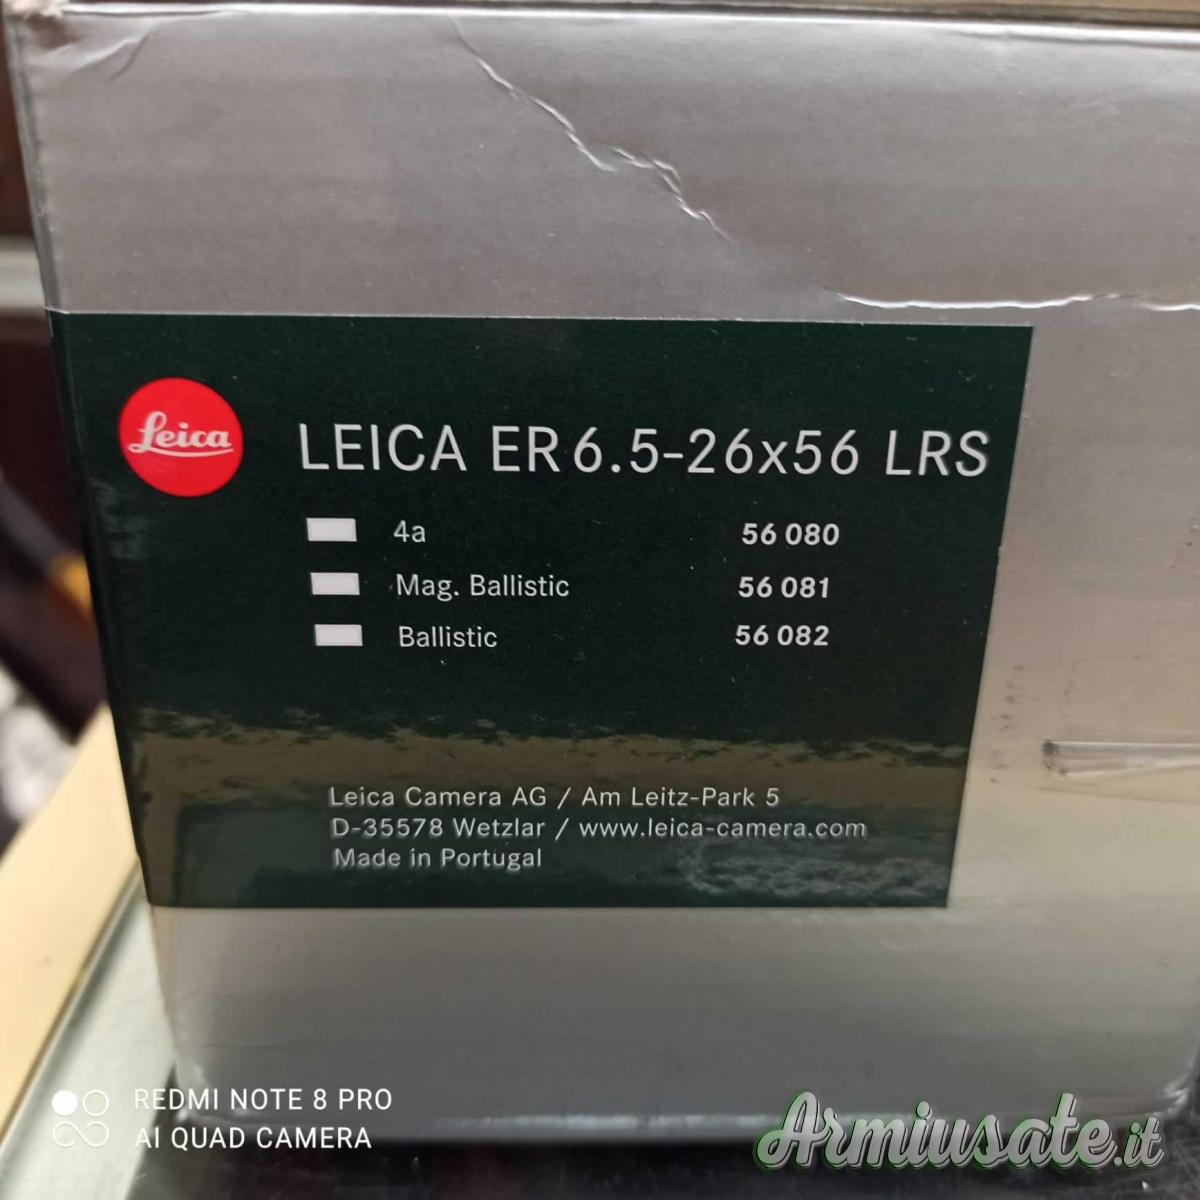 Leica
LEICA ER 6.5-26x56 LRS
4a 56 080
Mag. Ballistic 56 081
Ballistic 56 082
Leica Camera AG / Am Leitz-Park 5
D-35578 Wetzlar / www.leica-camera.com
Made in Portugal
REDMI NOTE 8 PRO
AI QUAD CAMERA
Armiusate.it